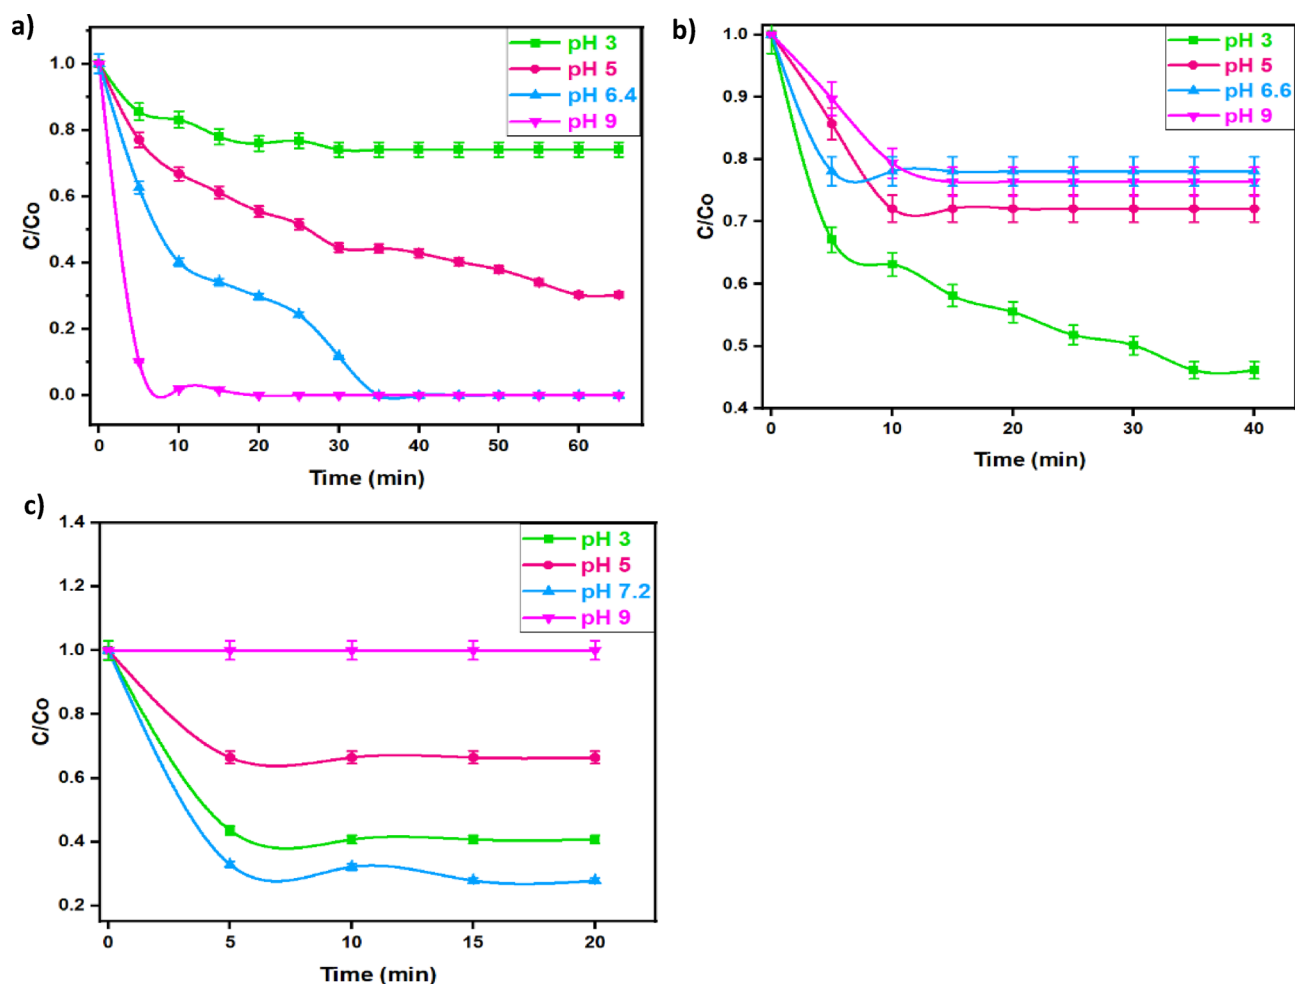 a)
pH 3
pH 5
pH 6.4
pH 9
1.0
0.8
0.6
0.4
0.2
0.0
C/Co
0 10 20 30 40 50 60
Time (min)
b)
pH 3
pH 5
pH 6.6
pH 9
1.0
0.9
0.8
0.7
0.6
0.5
0.4
C/Co
0 10 20 30 40
Time (min)
c)
pH 3
pH 5
pH 7.2
pH 9
1.4
1.2
1.0
0.8
0.6
0.4
0.2
C/Co
0 5 10 15 20
Time (min)